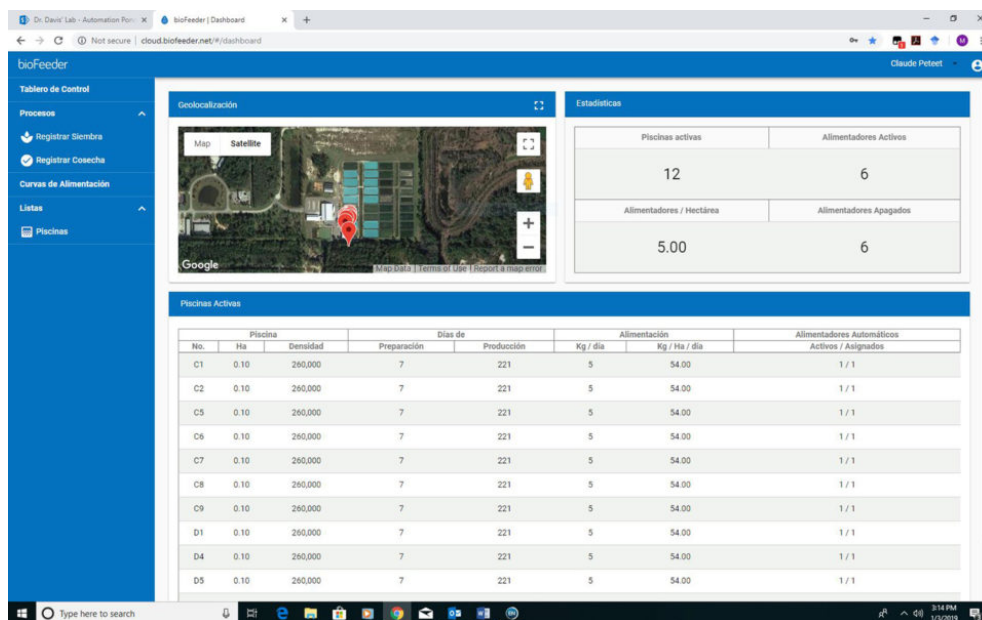 Dr. Davis' Lab - Automation Por
bioFeeder | Dashboard
Not secure | cloud.biofeeder.net/#/dashboard
bioFeeder
Claude Peteet
Tablero de Control
Procesos
Registrar Siembra
Registrar Cosecha
Curvas de Alimentación
Listas
Piscinas
Geolocalización
Map Satellite
Google
Map Data | Terms of Use | Report a map error
Estadísticas
Piscinas activas Alimentadores Activos
12 6
Alimentadores / Hectárea Alimentadores Apagados
5.00 6
Piscinas Activas
Piscina Días de Alimentación Alimentadores Automáticos
No. Ha Densidad Preparación Producción Kg / día Kg / Ha / día Activos / Asignados
C1 0.10 260,000 7 221 5 54.00 1 / 1
C2 0.10 260,000 7 221 5 54.00 1 / 1
C5 0.10 260,000 7 221 5 54.00 1 / 1
C6 0.10 260,000 7 221 5 54.00 1 / 1
C7 0.10 260,000 7 221 5 54.00 1 / 1
C8 0.10 260,000 7 221 5 54.00 1 / 1
C9 0.10 260,000 7 221 5 54.00 1 / 1
D1 0.10 260,000 7 221 5 54.00 1 / 1
D4 0.10 260,000 7 221 5 54.00 1 / 1
D5 0.10 260,000 7 221 5 54.00 1 / 1
Type here to search
3:14 PM
1/3/2019